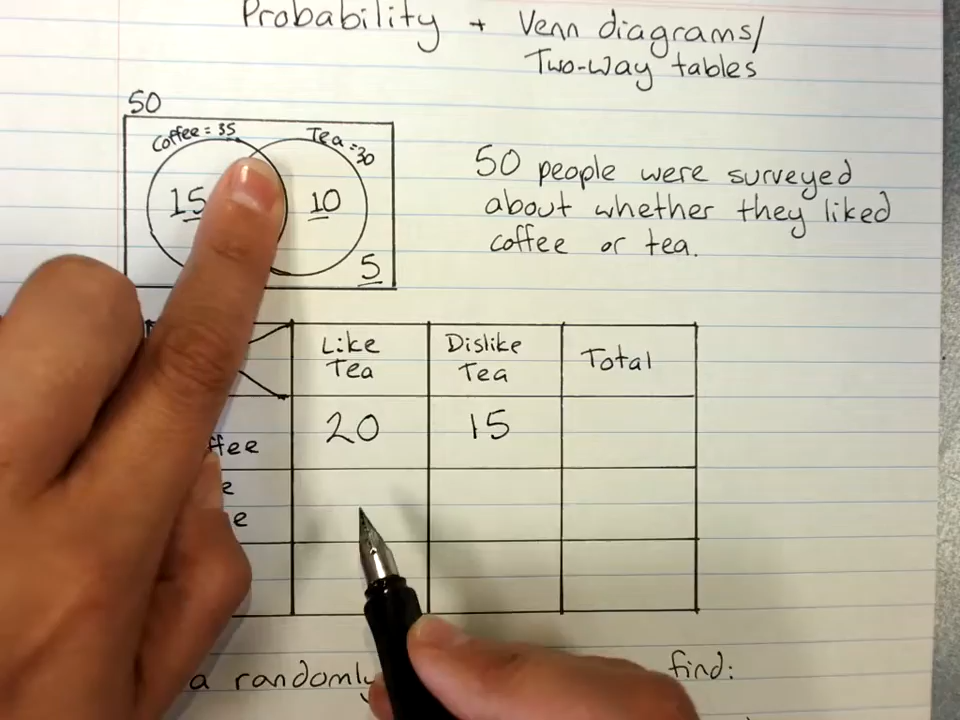 Probability + Venn diagrams/
Two-way tables
50
Coffee = 35 Tea = 30
15 10
5
50 people were surveyed
about whether they liked
coffee or tea.
Like Tea Dislike Tea Total
ffee 20 15
e
e
a randomly find: